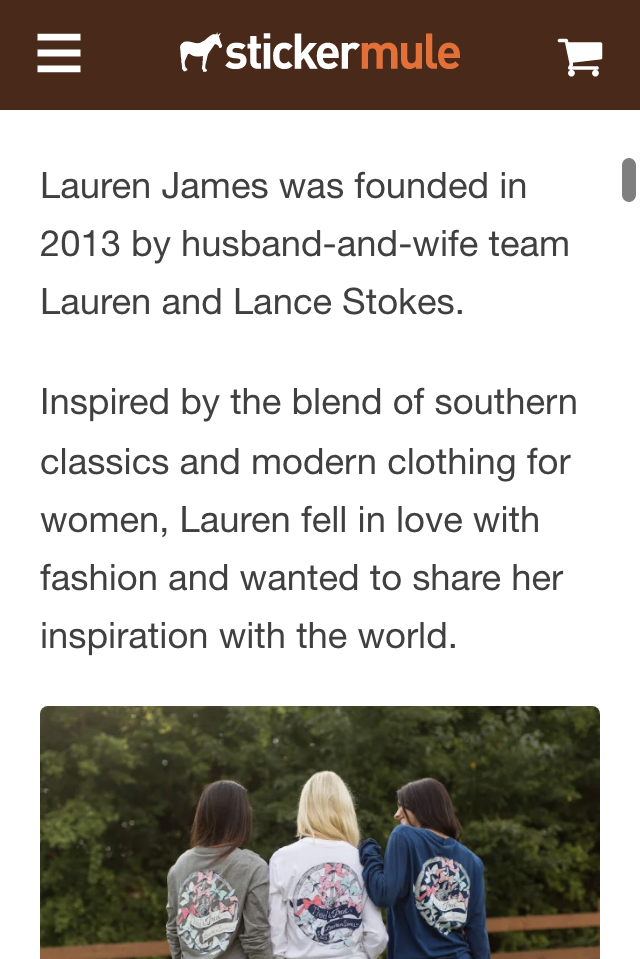 stickermule
Lauren James was founded in
2013 by husband-and-wife team
Lauren and Lance Stokes.
Inspired by the blend of southern
classics and modern clothing for
women, Lauren fell in love with
fashion and wanted to share her
inspiration with the world.